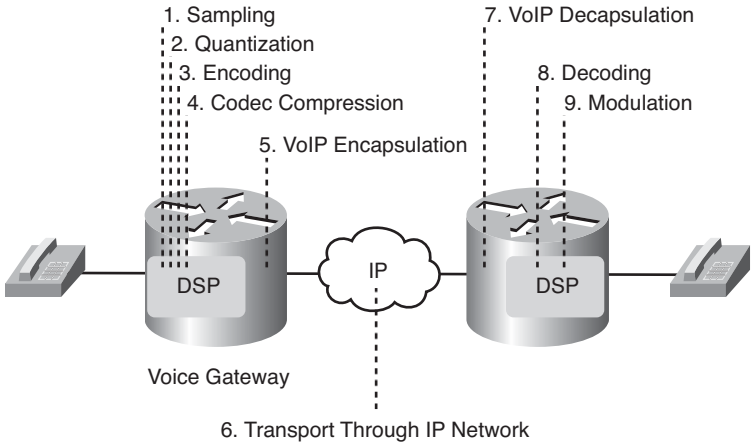 1. Sampling
2. Quantization
3. Encoding
4. Codec Compression
5. VoIP Encapsulation
7. VoIP Decapsulation
8. Decoding
9. Modulation
DSP
IP
DSP
Voice Gateway
6. Transport Through IP Network